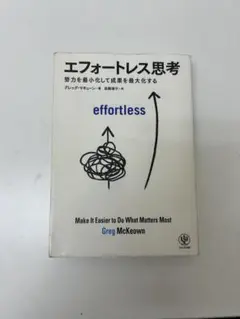 エフォートレス思考
努力を最小化して成果を最大化する
グレッグ・マキューン・著 高橋璃子・訳
effortless
Make It Easier to Do What Matters Most
Greg McKeown